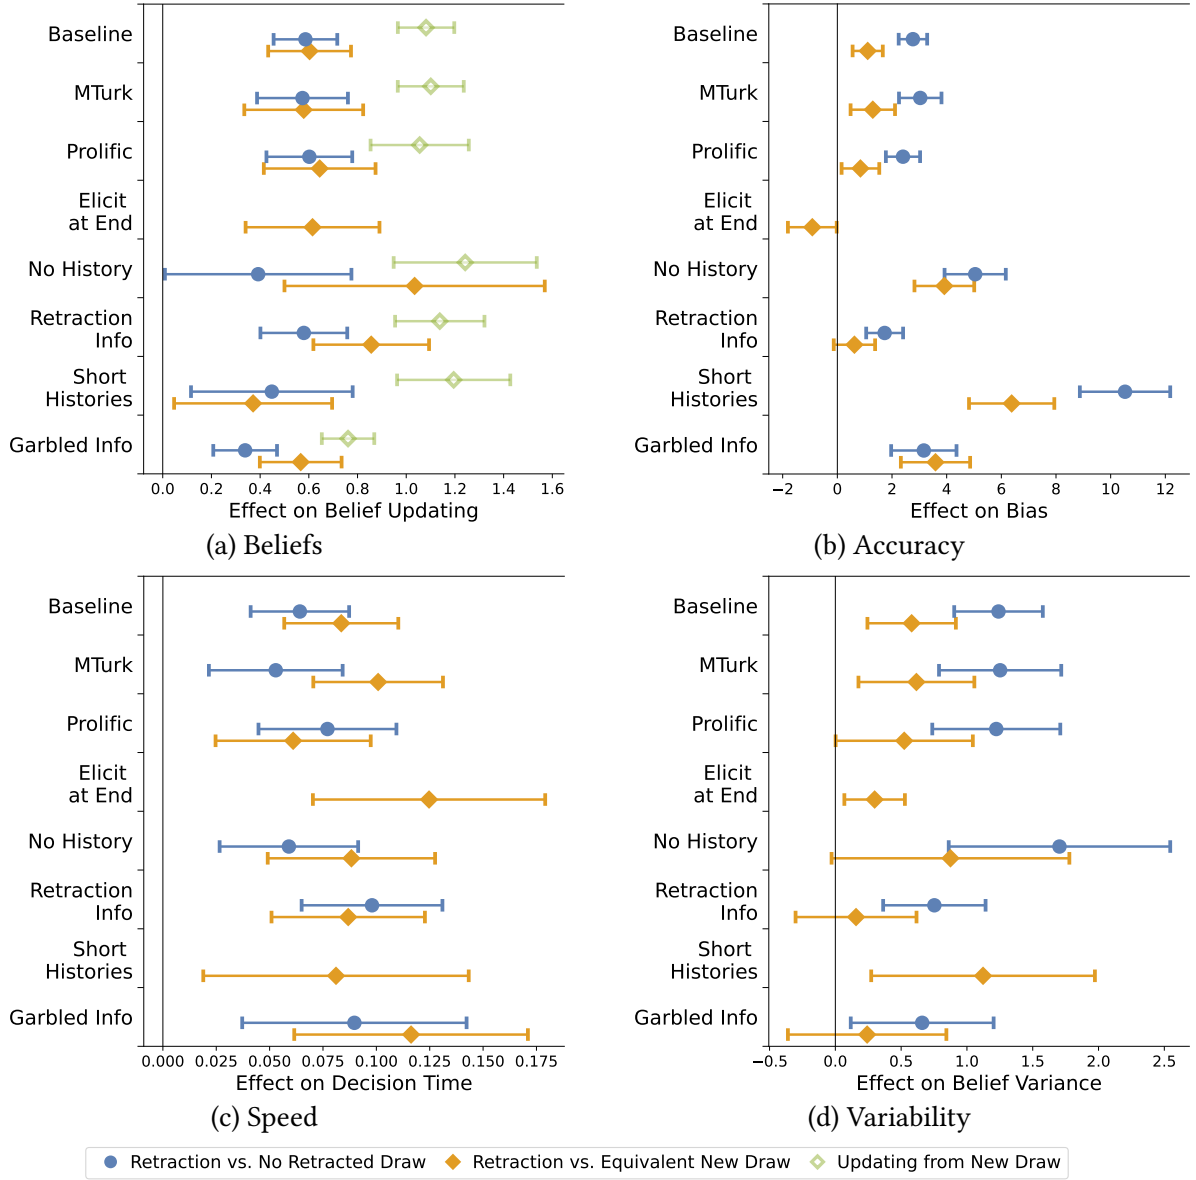 Baseline
MTurk
Prolific
Elicit
at End
No History
Retraction
Info
Short
Histories
Garbled Info
0.0 0.2 0.4 0.6 0.8 1.0 1.2 1.4 1.6
Effect on Belief Updating
(a) Beliefs
Baseline
MTurk
Prolific
Elicit
at End
No History
Retraction
Info
Short
Histories
Garbled Info
−2 0 2 4 6 8 10 12
Effect on Bias
(b) Accuracy
Baseline
MTurk
Prolific
Elicit
at End
No History
Retraction
Info
Short
Histories
Garbled Info
0.000 0.025 0.050 0.075 0.100 0.125 0.150 0.175
Effect on Decision Time
(c) Speed
Baseline
MTurk
Prolific
Elicit
at End
No History
Retraction
Info
Short
Histories
Garbled Info
−0.5 0.0 0.5 1.0 1.5 2.0 2.5
Effect on Belief Variance
(d) Variability
Retraction vs. No Retracted Draw Retraction vs. Equivalent New Draw Updating from New Draw